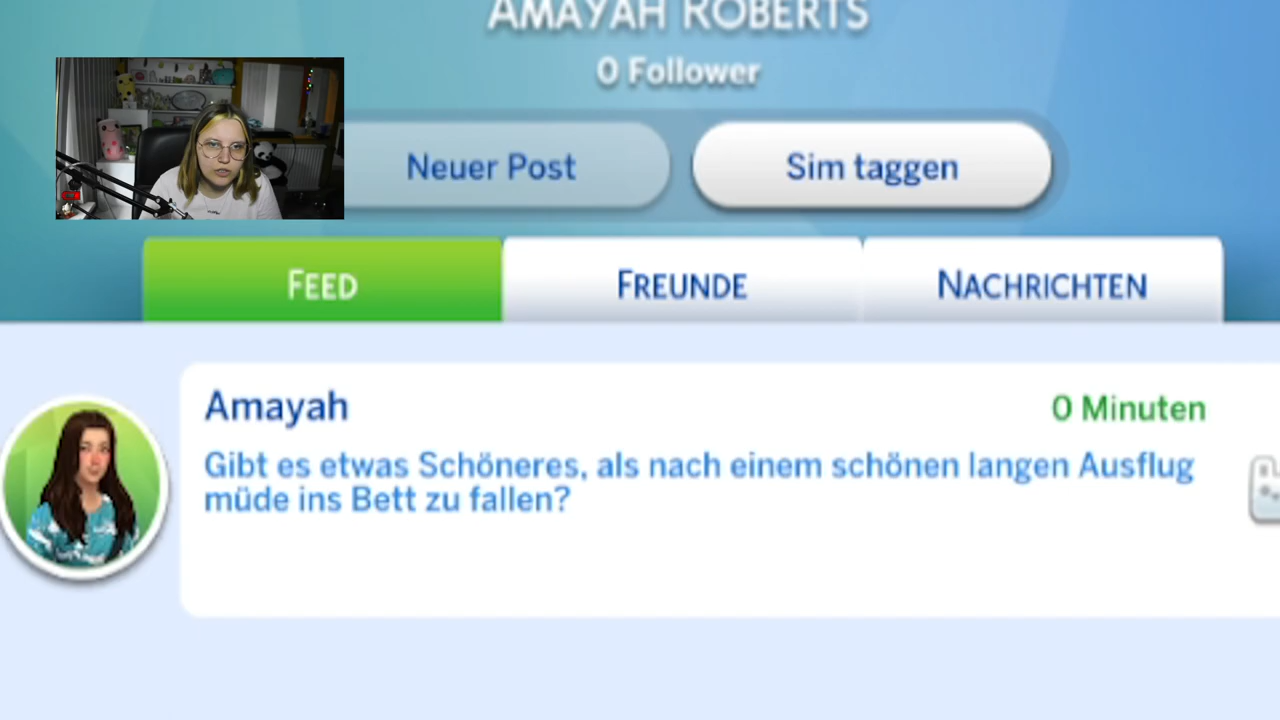 AMAYAH ROBERTS
0 Follower
Neuer Post
Sim taggen
FEED
FREUNDE
NACHRICHTEN
Amayah
0 Minuten
Gibt es etwas Schöneres, als nach einem schönen langen Ausflug
müde ins Bett zu fallen?